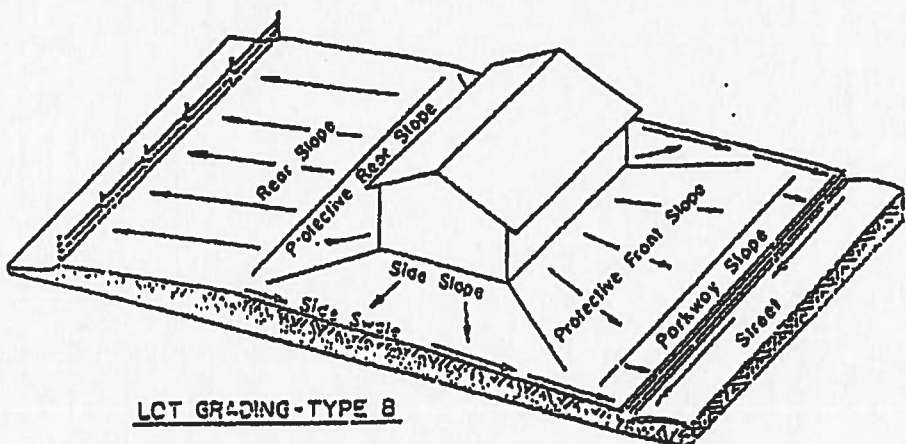 Rear Slope
Protective Rear Slope
Side Slope
Side Swale
Protective Front Slope
Parkway Slope
Street
LOT GRADING-TYPE B